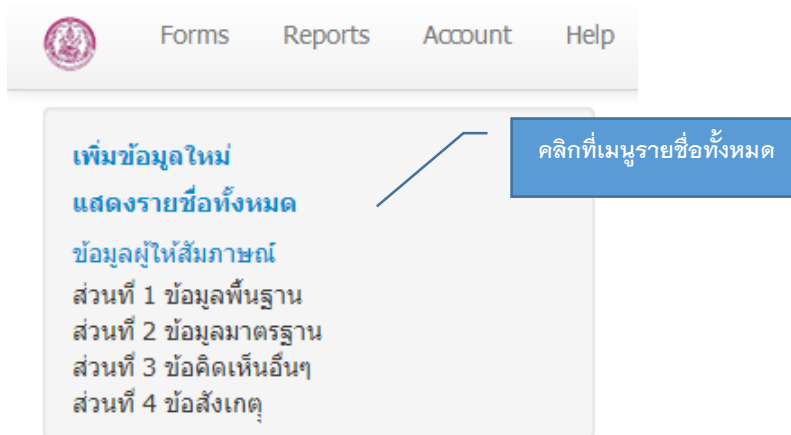 Forms Reports Account Help
เพิ่มข้อมูลใหม่
คลิกที่เมนูรายชื่อทั้งหมด
แสดงรายชื่อทั้งหมด
ข้อมูลผู้ให้สัมภาษณ์
ส่วนที่ 1 ข้อมูลพื้นฐาน
ส่วนที่ 2 ข้อมูลมาตรฐาน
ส่วนที่ 3 ข้อคิดเห็นอื่นๆ
ส่วนที่ 4 ข้อสังเกตุ